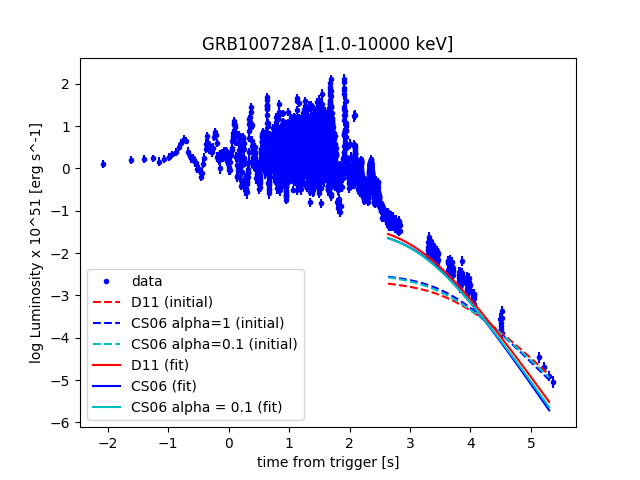 GRB100728A [1.0-10000 keV]
log Luminosity x 10^51 [erg s^-1]
2
1
0
−1
−2
−3
−4
−5
−6
data
D11 (initial)
CS06 alpha=1 (initial)
CS06 alpha=0.1 (initial)
D11 (fit)
CS06 (fit)
CS06 alpha = 0.1 (fit)
−2 −1 0 1 2 3 4 5
time from trigger [s]